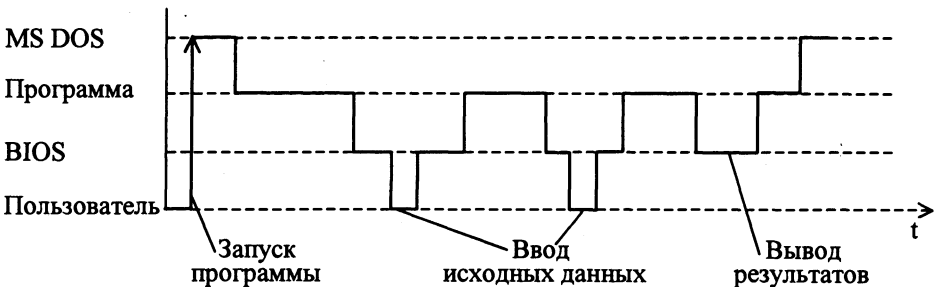 MS DOS
Программа
BIOS
Пользователь
t
Запуск
программы
Ввод
исходных данных
Вывод
результатов